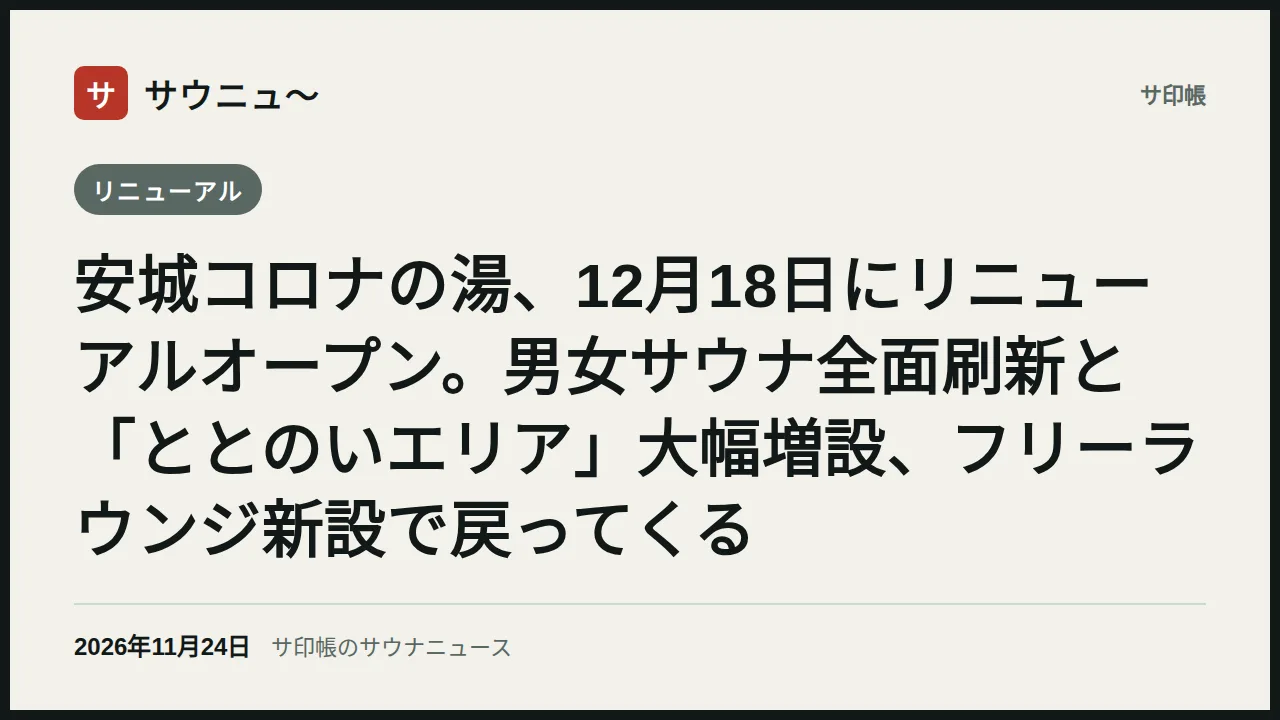 サ サウニュ〜 サ印帳
リニューアル
安城コロナの湯、12月18日にリニュー
アルオープン。男女サウナ全面刷新と
「ととのいエリア」大幅増設、フリーラ
ウンジ新設で戻ってくる
2026年11月24日 サ印帳のサウナニュース